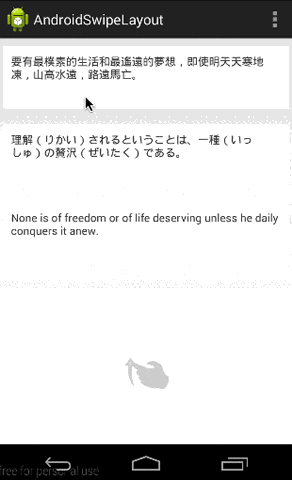 AndroidSwipeLayout
要有最樸素的生活和最遙遠的夢想，即使明天天寒地
凍，山高水遠，路遠馬亡。
理解（りかい）されるということは、一種（いっ
しゅ）の贅沢（ぜいたく）である。
None is of freedom or of life deserving unless he daily
conquers it anew.
free for personal use